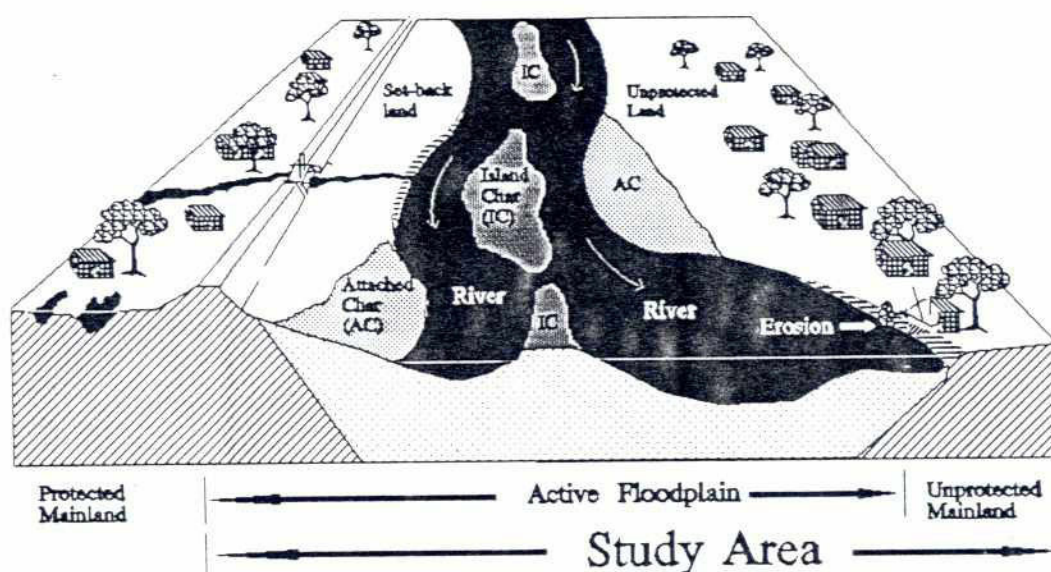 IC
Set-back
land
Unprotected
Land
Island
Char
(IC)
AC
Attached
Char
(AC)
River
IC
River
Erosion
Protected
Mainland
Active Floodplain
Unprotected
Mainland
Study Area